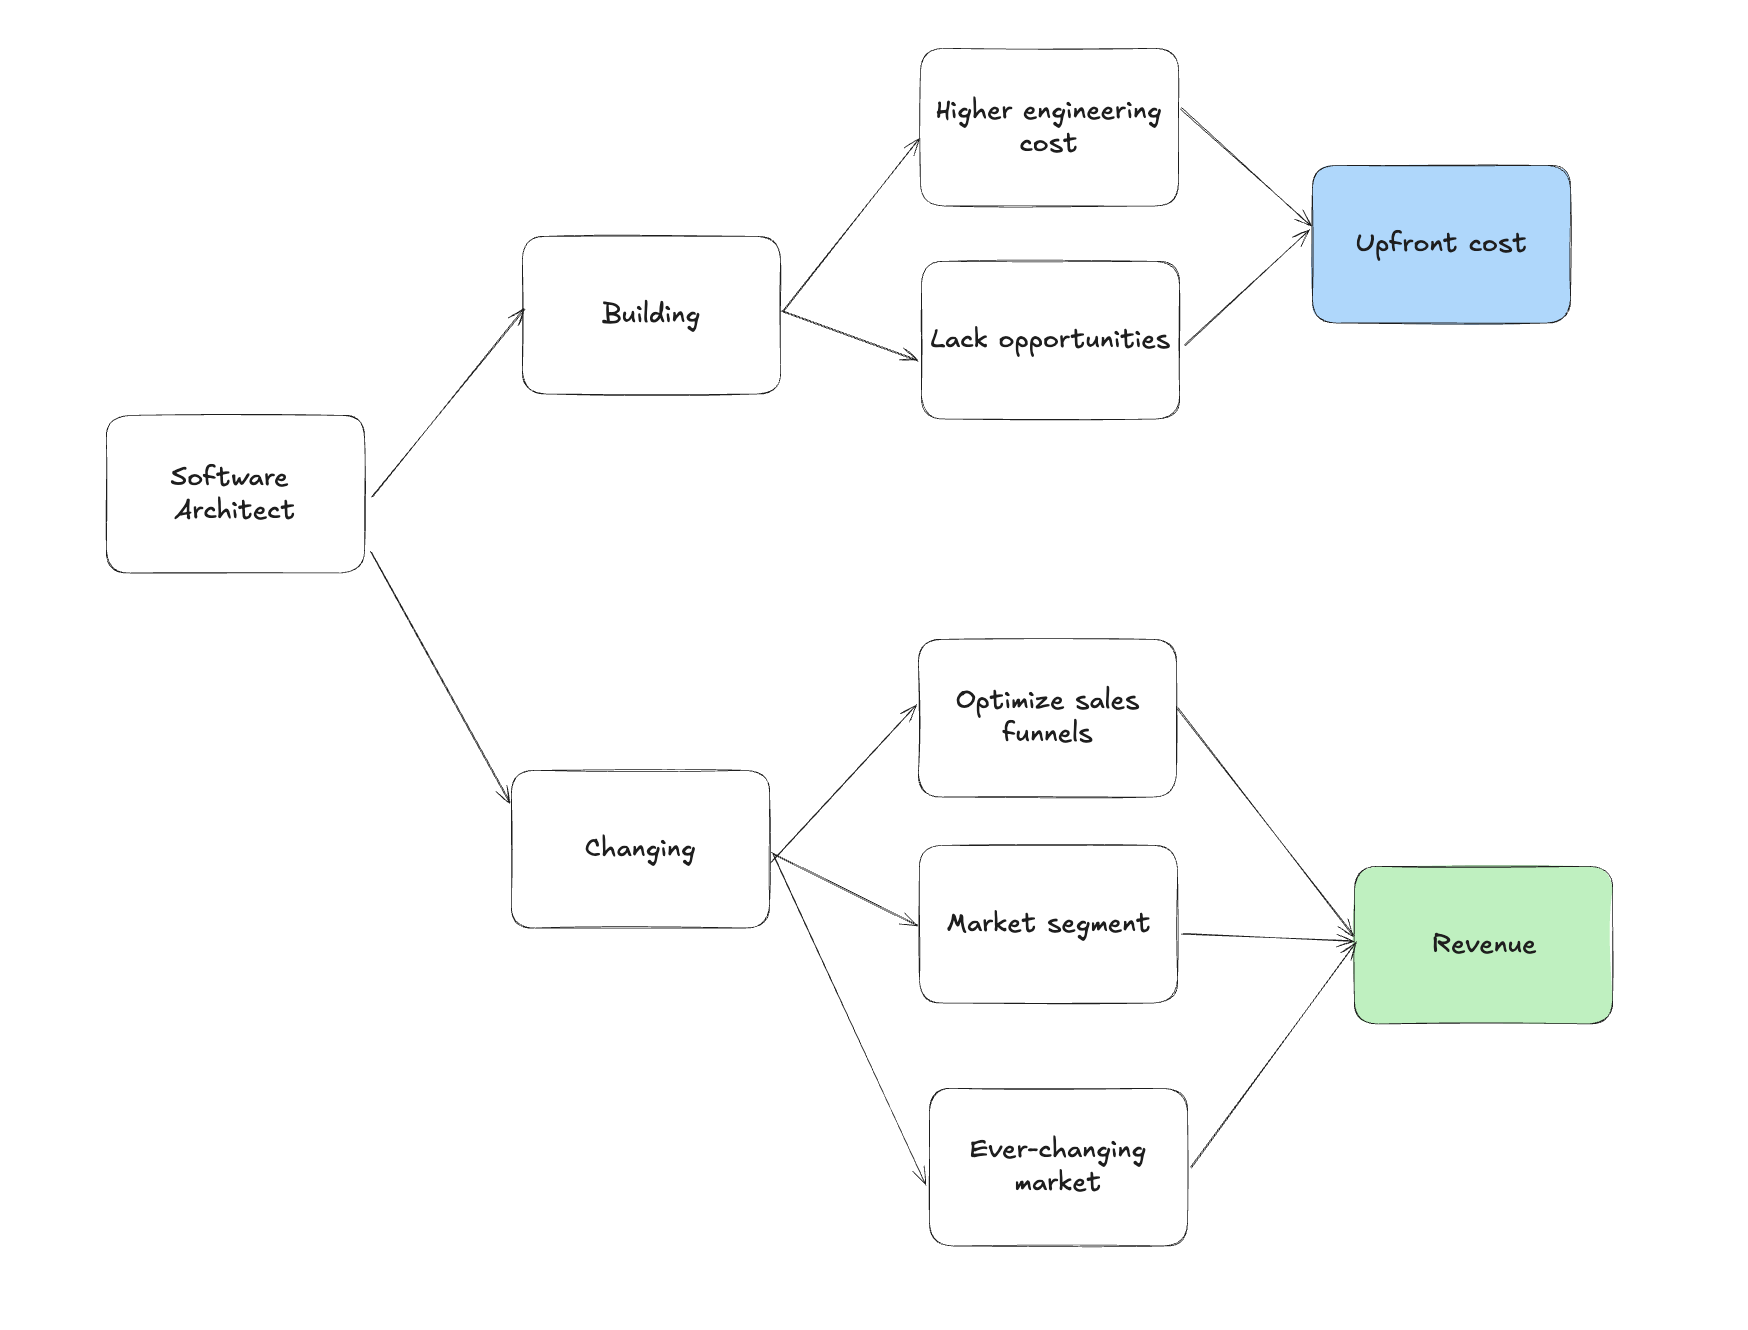 Higher engineering
cost
Upfront cost
Building
Lack opportunities
Software
Architect
Optimize sales
funnels
Changing
Market segment
Revenue
Ever-changing
market